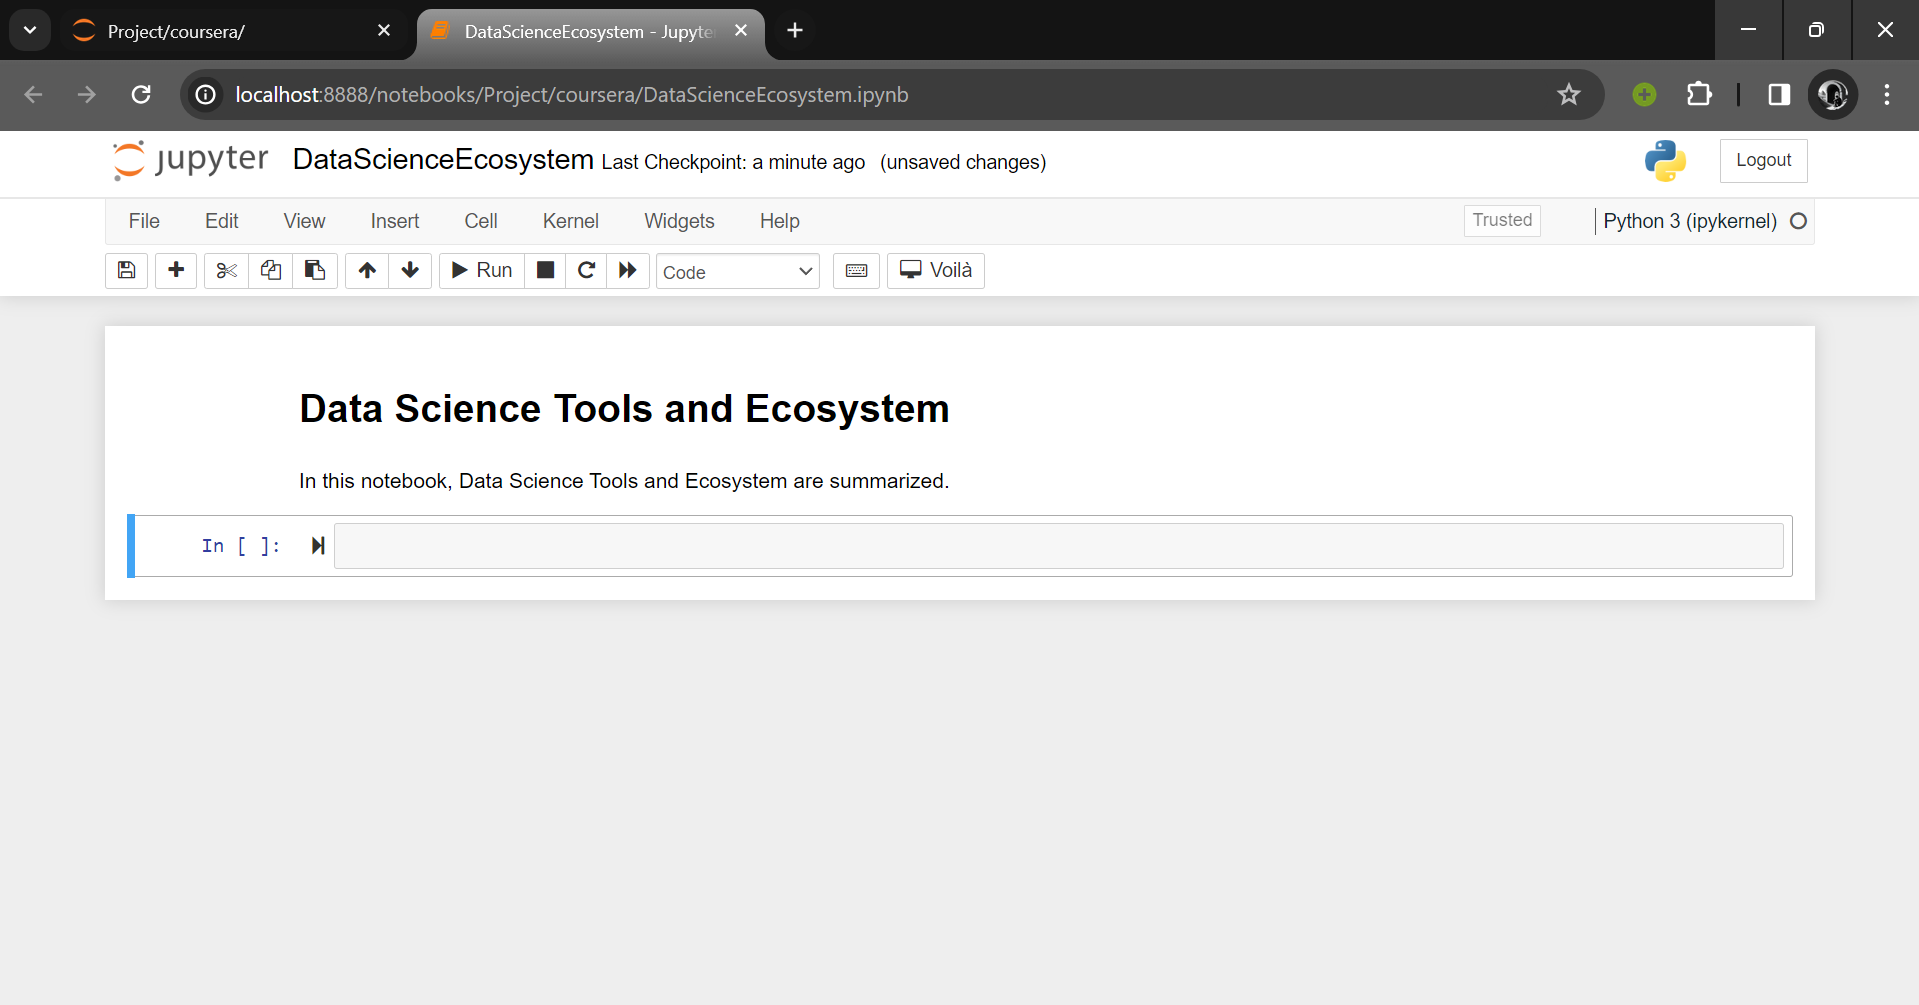 Project/coursera/
DataScienceEcosystem - Jupyte
localhost:8888/notebooks/Project/coursera/DataScienceEcosystem.ipynb
jupyter DataScienceEcosystem Last Checkpoint: a minute ago (unsaved changes) Logout
File Edit View Insert Cell Kernel Widgets Help Trusted Python 3 (ipykernel)
Run Code Voilà
Data Science Tools and Ecosystem
In this notebook, Data Science Tools and Ecosystem are summarized.
In [ ]: